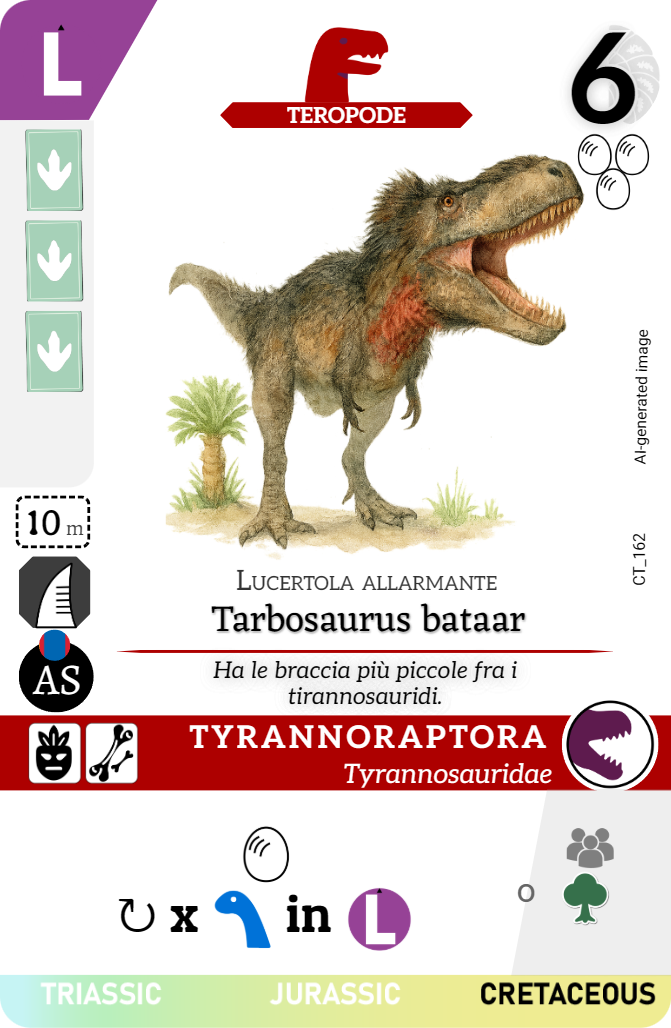 L
TEROPODE
6
AI-generated image
10 m
CT_162
Lucertola allarmante
Tarbosaurus bataar
AS
Ha le braccia più piccole fra i
tirannosauridi.
TYRANNORAPTORA
Tyrannosauridae
↻ x in L
o
TRIASSIC JURASSIC CRETACEOUS